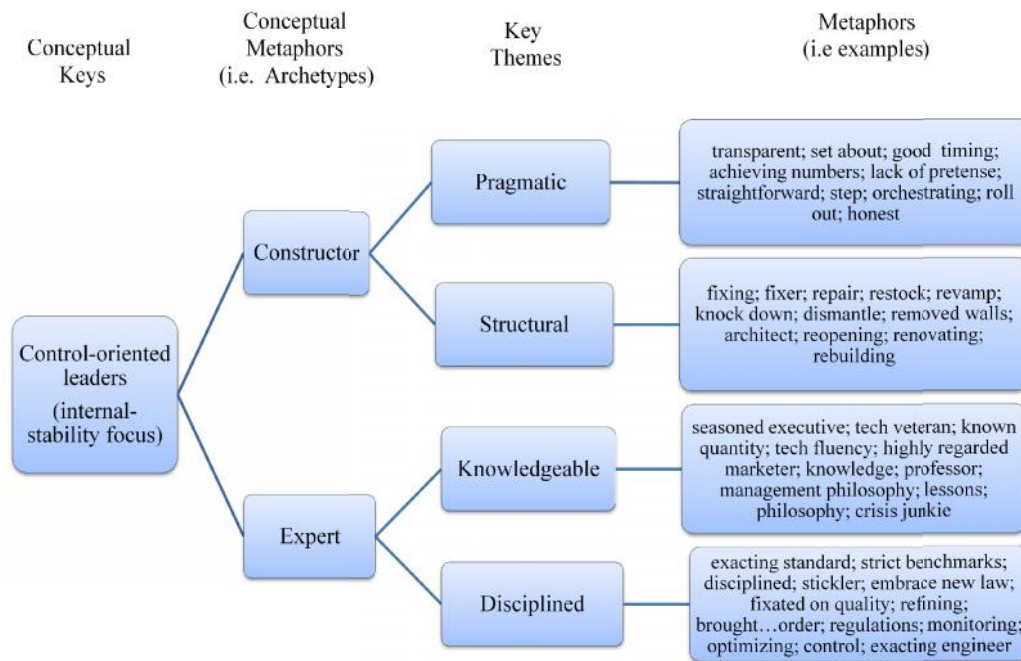 Conceptual
Keys
Conceptual
Metaphors
(i.e. Archetypes)
Key
Themes
Metaphors
(i.e examples)
Control-oriented
leaders
(internal-
stability focus)
Constructor
Expert
Pragmatic
Structural
Knowledgeable
Disciplined
transparent; set about; good timing;
achieving numbers; lack of pretense;
straightforward; step; orchestrating; roll
out; honest
fixing; fixer; repair; restock; revamp;
knock down; dismantle; removed walls;
architect; reopening; renovating;
rebuilding
seasoned executive; tech veteran; known
quantity; tech fluency; highly regarded
marketer; knowledge; professor;
management philosophy; lessons;
philosophy; crisis junkie
exacting standard; strict benchmarks;
disciplined; stickler; embrace new law;
fixated on quality; refining;
brought…order; regulations; monitoring;
optimizing; control; exacting engineer